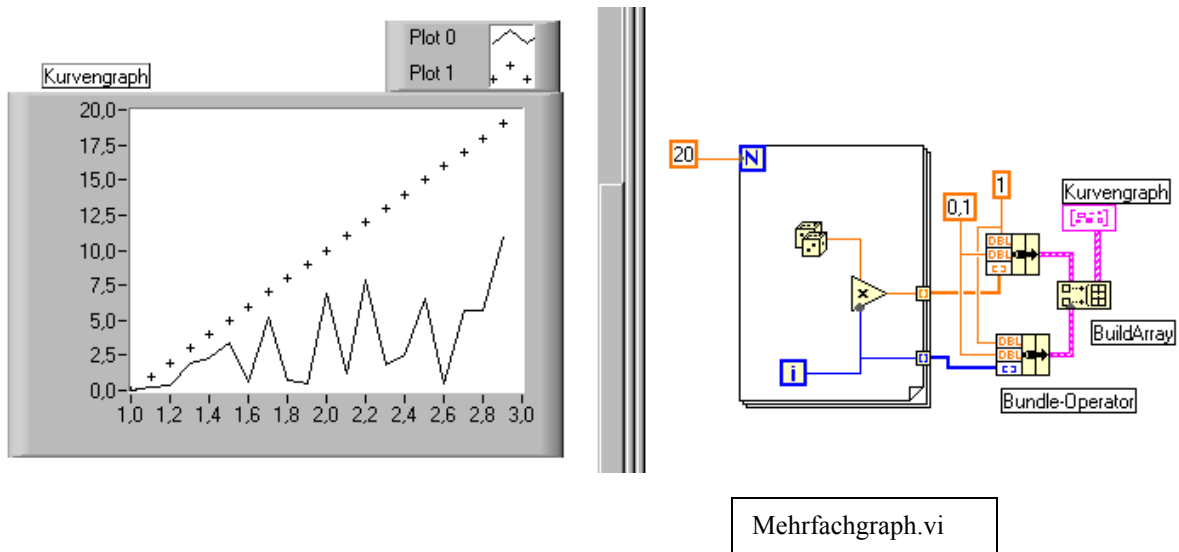 Plot 0
Plot 1
Kurvengraph
20,0
17,5
15,0
12,5
10,0
7,5
5,0
2,5
0,0
1,0 1,2 1,4 1,6 1,8 2,0 2,2 2,4 2,6 2,8 3,0
20
N
i
x
0,1
1
DBL
DBL
DBL
DBL
Kurvengraph
BuildArray
Bundle-Operator
Mehrfachgraph.vi